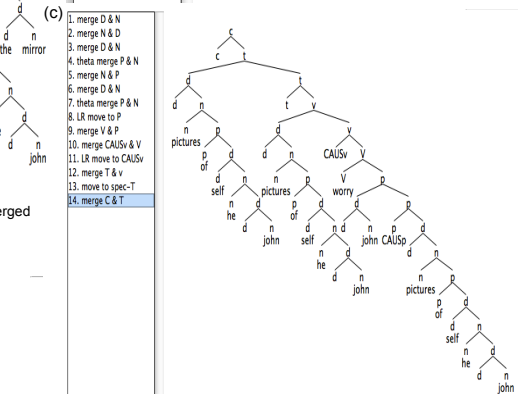 d
d n
the mirror
n
d
d n
john
erged
(c)
1. merge D & N
2. merge N & D
3. merge D & N
4. theta merge P & N
5. merge N & P
6. merge D & N
7. theta merge P & N
8. LR move to P
9. merge V & P
10. merge CAUSv & V
11. LR move to CAUSv
12. merge T & v
13. move to spec-T
14. merge C & T
c
c t
d t
d n t v
n p d v
pictures
p d d n CAUSv V
of
d n n p V p
self pictures worry
n d p d d p
he of
d n d n d n p d
john self john CAUSp
n d d n
he
d n n p
john pictures
p d
of
d n
self
n d
he
d n
john